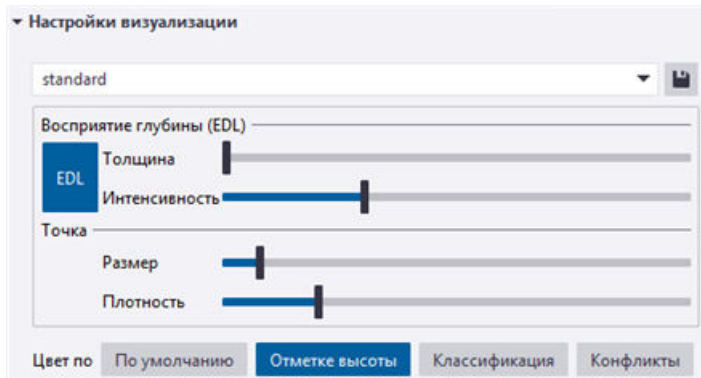 Настройки визуализации
standard
Восприятие глубины (EDL)
EDL
Толщина
Интенсивность
Точка
Размер
Плотность
Цвет по По умолчанию Отметке высоты Классификация Конфликты